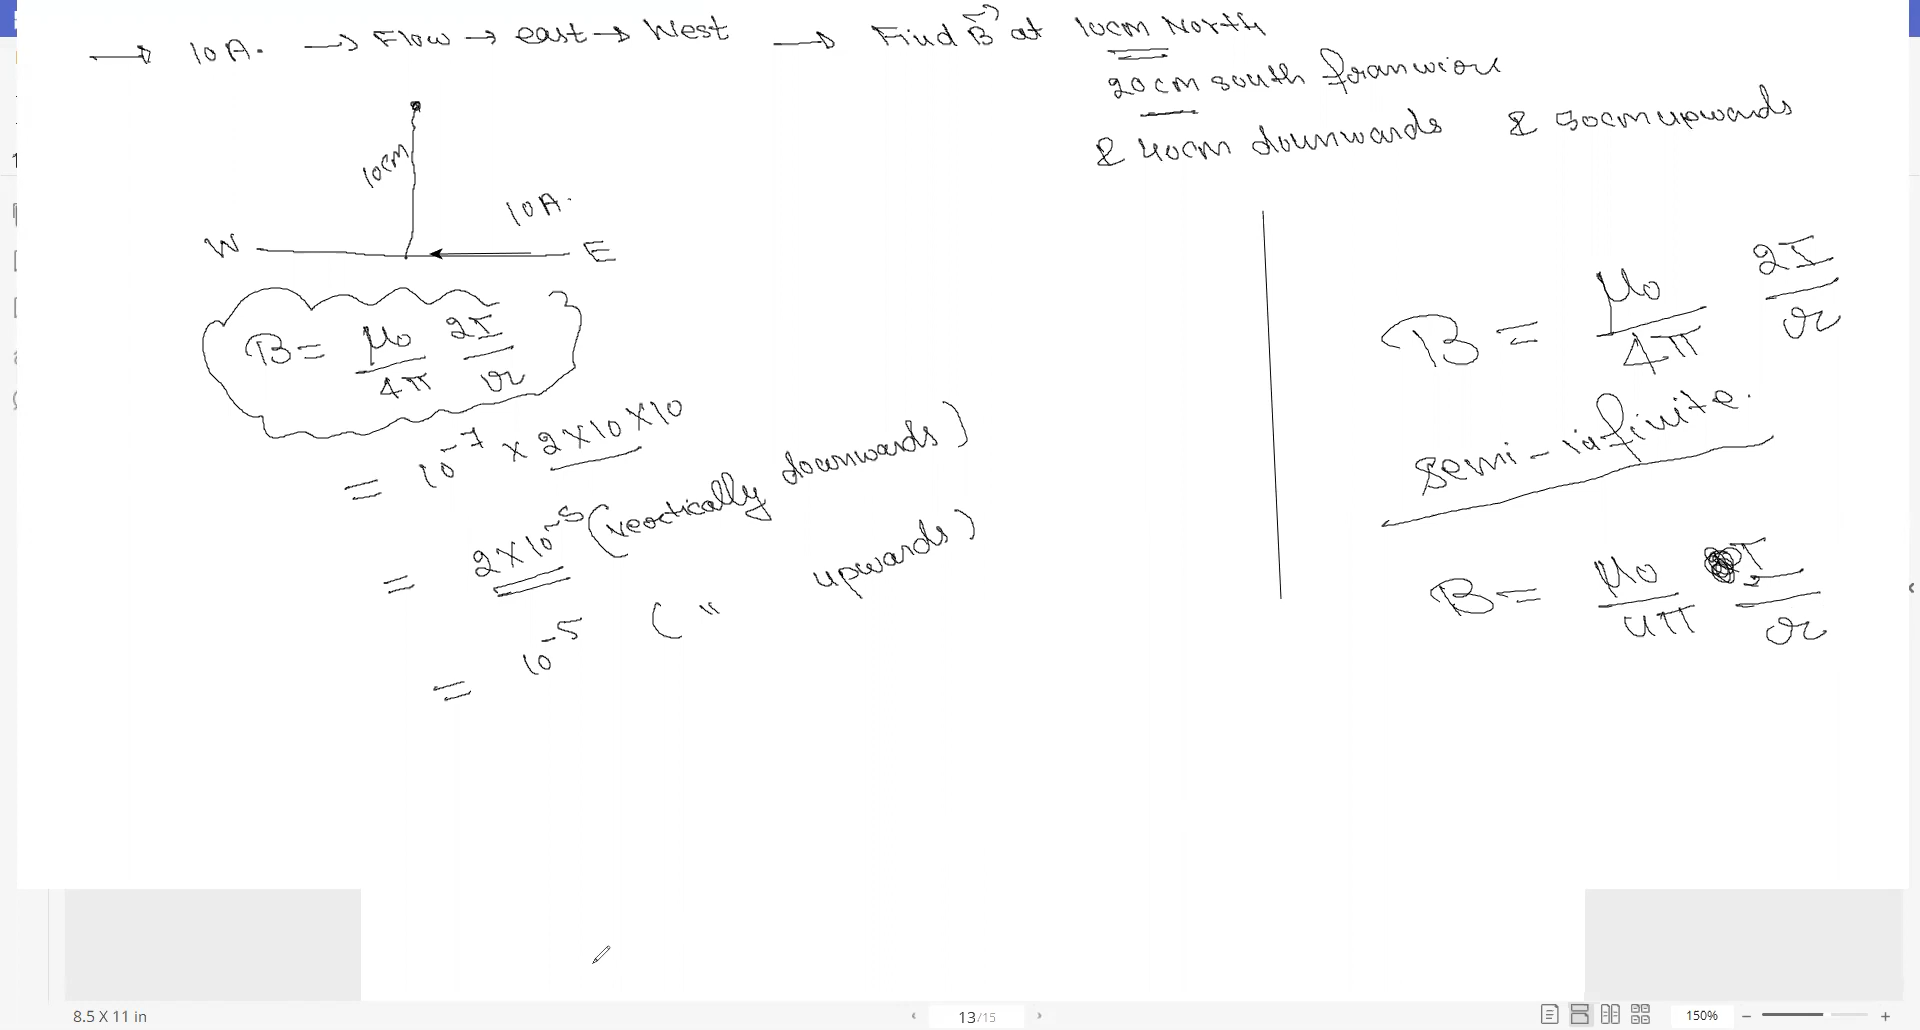 → 10A. → Flow → east → West → Find B⃗ at 10cm North
20cm south from wire
& 40cm downwards & 50cm upwards
10cm
10A.
W E
B = μ₀/4π 2I/r
= 10⁻⁷ × 2×10×10
= 2×10⁻⁵ (vertically downwards)
= 10⁻⁵ ( " upwards)
B = μ₀/4π 2I/r
semi-infinite.
B = μ₀/4π I/r
8.5 X 11 in
13/15
150%